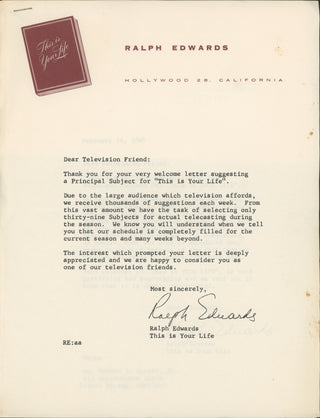 This is
Your Life
RALPH EDWARDS
HOLLYWOOD 28, CALIFORNIA
Dear Television Friend:
Thank you for your very welcome letter suggesting
a Principal Subject for "This is Your Life".
Due to the large audience which television affords,
we receive thousands of suggestions each week. From
this vast amount we have the task of selecting only
thirty-nine Subjects for actual telecasting during
the season. We know you will understand when we tell
you that our schedule is completely filled for the
current season and many weeks beyond.
The interest which prompted your letter is deeply
appreciated and we are happy to consider you as
one of our television friends.
Most sincerely,
Ralph Edwards
Ralph Edwards
This is Your Life
RE:aa